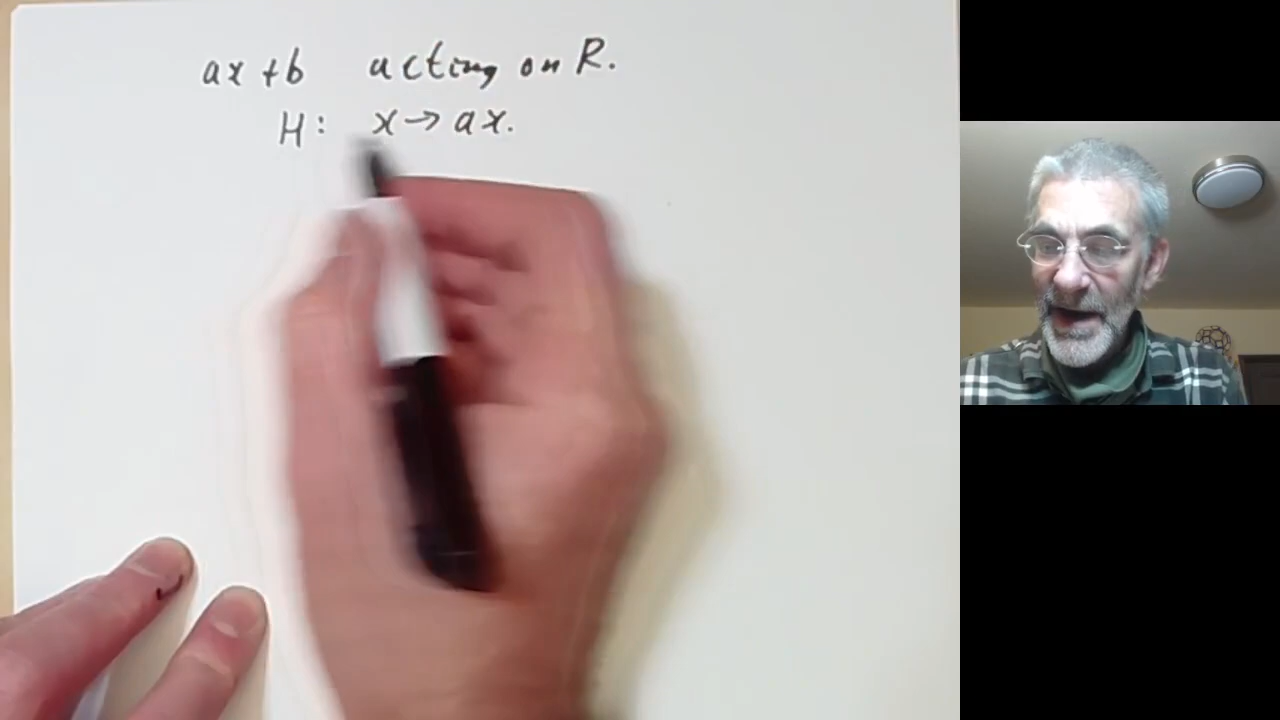 ax + b acting on R.
H: x → ax.